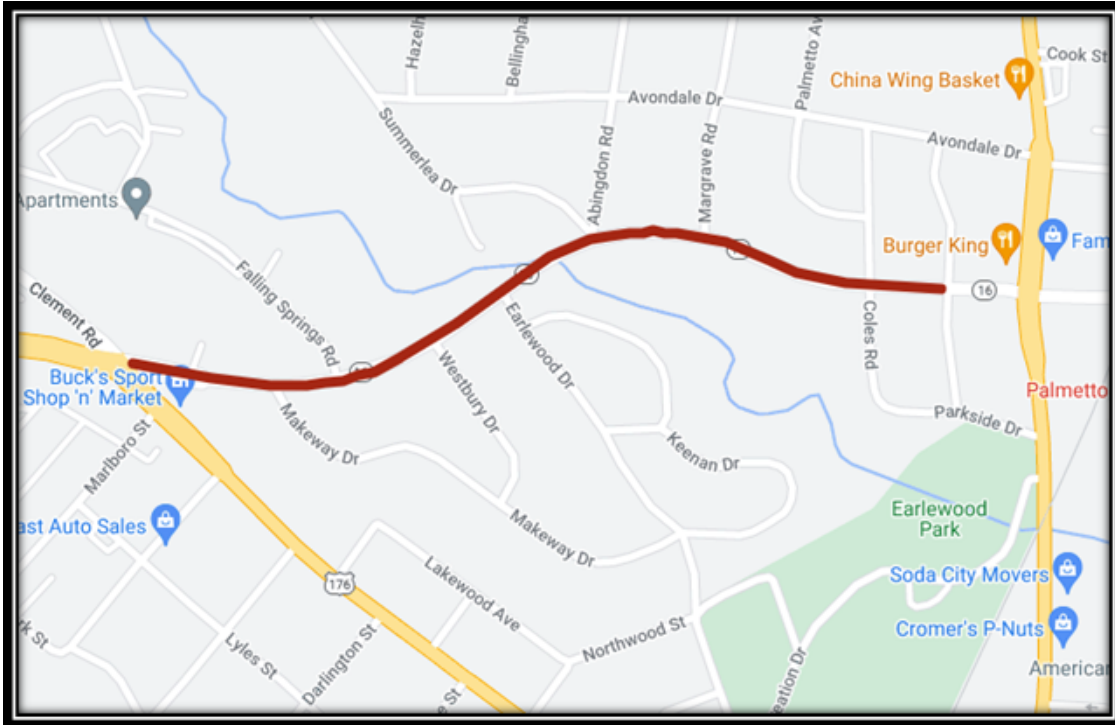 Hazelh
Bellingha
Palmetto Av
Cook St
China Wing Basket
Avondale Dr
Avondale Dr
Summerlea Dr
Abingdon Rd
Margrave Rd
Apartments
Burger King
Fam
16
Falling Springs Rd
Clement Rd
Earlewood Dr
Coles Rd
Buck's Sport
Shop 'n' Market
Westbury Dr
Palmetto
Parkside Dr
Marlboro St
Makeway Dr
Keenan Dr
Earlewood
Park
ast Auto Sales
Makeway Dr
176
Lakewood Ave
Soda City Movers
Northwood St
Cromer's P-Nuts
rk St
Lyles St
Darlington St
e St
eation Dr
American